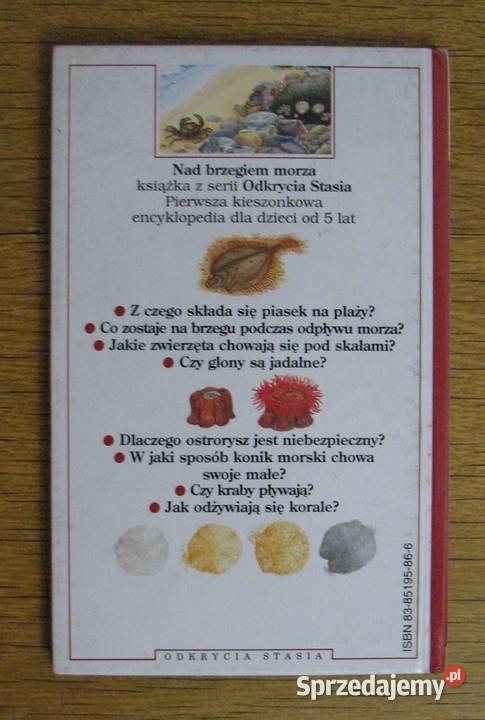 Nad brzegiem morza
książka z serii Odkrycia Stasia
Pierwsza kieszonkowa
encyklopedia dla dzieci od 5 lat
● Z czego składa się piasek na plaży?
● Co zostaje na brzegu podczas odpływu morza?
● Jakie zwierzęta chowają się pod skałami?
● Czy glony są jadalne?
● Dlaczego ostrorysz jest niebezpieczny?
● W jaki sposób konik morski chowa
swoje małe?
● Czy kraby pływają?
● Jak odżywiają się korale?
ISBN 83-85195-86-6
ODKRYCIA STASIA
Sprzedajemy.pl